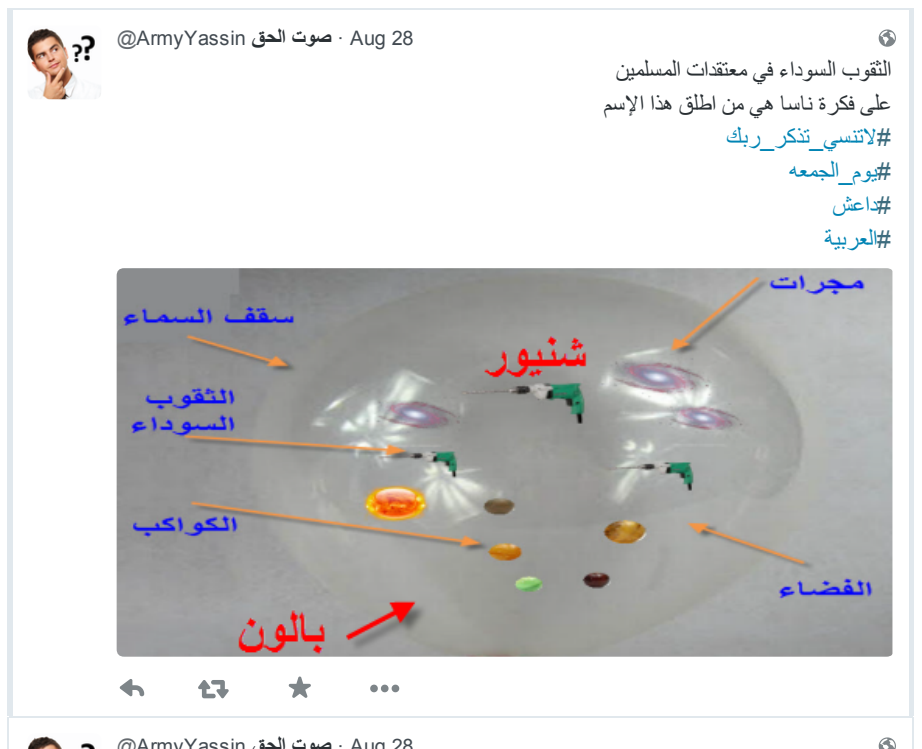 @ArmyYassin صوت الحق · Aug 28
??
الثقوب السوداء في معتقدات المسلمين
على فكرة ناسا هي من اطلق هذا الإسم
#لاتنسي_تذكر_ربك
#يوم_الجمعه
#داعش
#العربية
مجرات
سقف السماء
شنيور
الثقوب
السوداء
الكواكب
الفضاء
بالون
@ArmyYassin صوت الحق · Aug 28